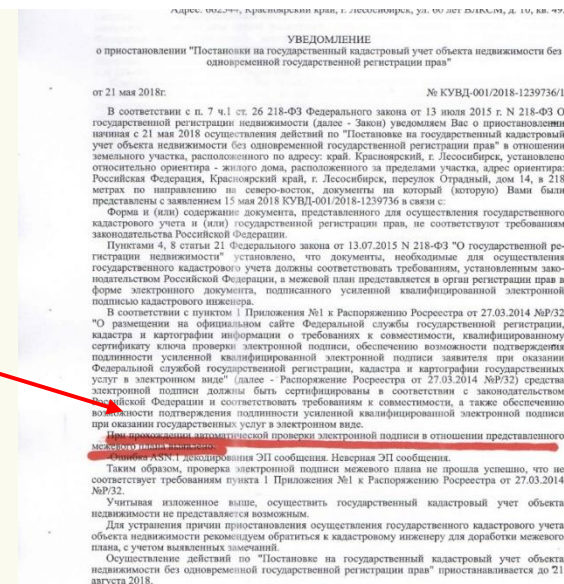 Адрес: 662544, Красноярский край, г. Лесосибирск, ул. 60 лет ВЛКСМ, д. 10, кв. 49.
УВЕДОМЛЕНИЕ
о приостановлении "Постановки на государственный кадастровый учет объекта недвижимости без
одновременной государственной регистрации прав"
от 21 мая 2018г. № КУВД-001/2018-1239736/1
В соответствии с п. 7 ч.1 ст. 26 218-ФЗ Федерального закона от 13 июля 2015 г. N 218-ФЗ О
государственной регистрации недвижимости (далее - Закон) уведомляем Вас о приостановлении
начиная с 21 мая 2018 осуществления действий по "Постановке на государственный кадастровый
учет объекта недвижимости без одновременной государственной регистрации прав" в отношении
земельного участка, расположенного по адресу: край. Красноярский, г. Лесосибирск, установлено
относительно ориентира - жилого дома, расположенного за пределами участка, адрес ориентира:
Российская Федерация, Красноярский край, г. Лесосибирск, переулок Отрадный, дом 14, в 218
метрах по направлению на северо-восток, документы на который (которую) Вами были
представлены с заявлением 15 мая 2018 КУВД-001/2018-1239736 в связи с:
Форма и (или) содержание документа, представленного для осуществления государственного
кадастрового учета и (или) государственной регистрации прав, не соответствуют требованиям
законодательства Российской Федерации.
Пунктами 4, 8 статьи 21 Федерального закона от 13.07.2015 N 218-ФЗ "О государственной ре-
гистрации недвижимости" установлено, что документы, необходимые для осуществления
государственного кадастрового учета должны соответствовать требованиям, установленным зако-
нодательством Российской Федерации, а межевой план представляется в орган регистрации прав в
форме электронного документа, подписанного усиленной квалифицированной электронной
подписью кадастрового инженера.
В соответствии с пунктом 1 Приложения №1 к Распоряжению Росреестра от 27.03.2014 №Р/32
"О размещении на официальном сайте Федеральной службы государственной регистрации,
кадастра и картографии информации о требованиях к совместимости, квалифицированному
сертификату ключа проверки электронной подписи, обеспечению возможности подтверждения
подлинности усиленной квалифицированной электронной подписи заявителя при оказании
Федеральной службой государственной регистрации, кадастра и картографии государственных
услуг в электронном виде" (далее - Распоряжение Росреестра от 27.03.2014 №Р/32) средства
электронной подписи должны быть сертифицированы в соответствии с законодательством
Российской Федерации и соответствовать требованиям к совместимости, а также обеспечению
возможности подтверждения подлинности усиленной квалифицированной электронной подписи
при оказании государственных услуг в электронном виде.
При прохождении автоматической проверки электронной подписи в отношении представленного
межевого плана выявлено:
-Ошибка ASN.1 декодирования ЭП сообщения. Неверная ЭП сообщения.
Таким образом, проверка электронной подписи межевого плана не прошла успешно, что не
соответствует требованиям пункта 1 Приложения №1 к Распоряжению Росреестра от 27.03.2014
№Р/32.
Учитывая изложенное выше, осуществить государственный кадастровый учет объекта
недвижимости не представляется возможным.
Для устранения причин приостановления осуществления государственного кадастрового учета
объекта недвижимости рекомендуем обратиться к кадастровому инженеру для доработки межевого
плана, с учетом выявленных замечаний.
Осуществление действий по "Постановке на государственный кадастровый учет объекта
недвижимости без одновременной государственной регистрации прав" приостанавливается до 21
августа 2018.